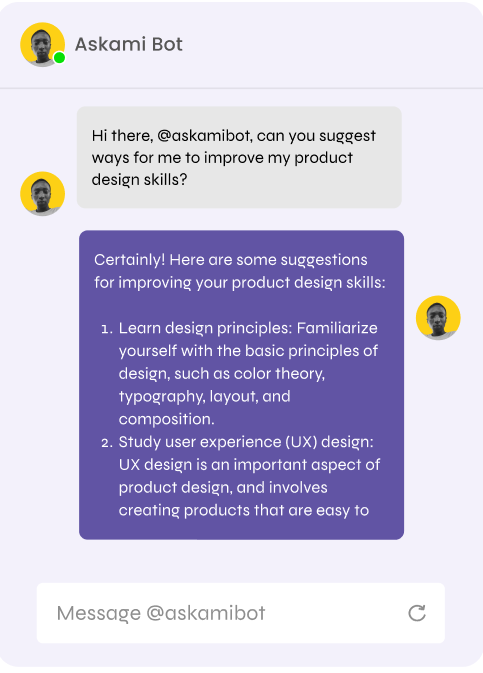 Askami Bot
Hi there, @askamibot, can you suggest
ways for me to improve my product
design skills?
Certainly! Here are some suggestions
for improving your product design skills:
1. Learn design principles: Familiarize
yourself with the basic principles of
design, such as color theory,
typography, layout, and
composition.
2. Study user experience (UX) design:
UX design is an important aspect of
product design, and involves
creating products that are easy to
Message @askamibot